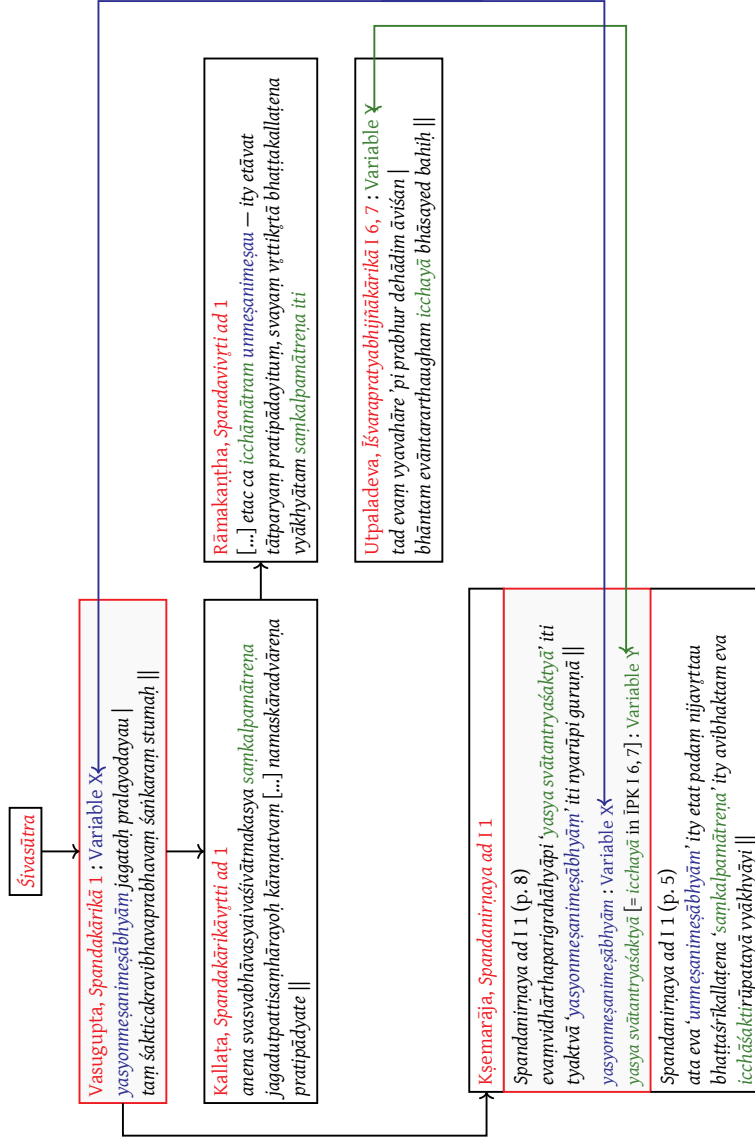 Śivasūtra
Vasugupta, Spandakārikā 1 : Variable X
yasyonmeṣanimeṣābhyāṃ jagataḥ pralayodayau |
taṃ śakticakravibhavaprabhavaṃ śaṅkaraṃ stumaḥ ||
Kallaṭa, Spandakārikāvṛtti ad 1
anena svasvabhāvasyaivaśivātmakasya saṃkalpamātreṇa
jagadutpattisaṃhārayoḥ kāraṇatvaṃ [...] namaskāradvāreṇa
pratipādyate ||
Rāmakaṇṭha, Spandavivṛti ad 1
[...] etac ca icchāmātram unmeṣanimeṣau — ity etāvat
tātparyaṃ pratipādayituṃ, svayaṃ vṛttikṛtā bhaṭṭakallaṭena
vyākhyātam saṃkalpamātreṇa iti
Utpaladeva, Īśvarapratyabhijñākārikā I 6, 7 : Variable Y
tad evaṃ vyavahāre 'pi prabhur dehādim āviśan |
bhāntam evāntararthaugham icchayā bhāsayed bahiḥ ||
Kṣemarāja, Spandanirṇaya ad I 1
Spandanirṇaya ad I 1 (p. 8)
evaṃvidhārthaparigrahāyāpi ‘yasya svātantryaśaktyā’ iti
tyaktvā ‘yasyonmeṣanimeṣābhyāṃ’ iti nyarūpi guruṇā ||
yasyonmeṣanimeṣābhyām : Variable X
yasya svātantryaśaktyā [= icchayā in ĪPK I 6, 7] : Variable Y
Spandanirṇaya ad I 1 (p. 5)
ata eva ‘unmeṣanimeṣābhyām’ ity etat padaṃ nijavṛttau
bhaṭṭaśrīkallaṭena ‘saṃkalpamātreṇa’ ity avibhaktam eva
icchāśaktirūpatayā vyākhyāyi ||